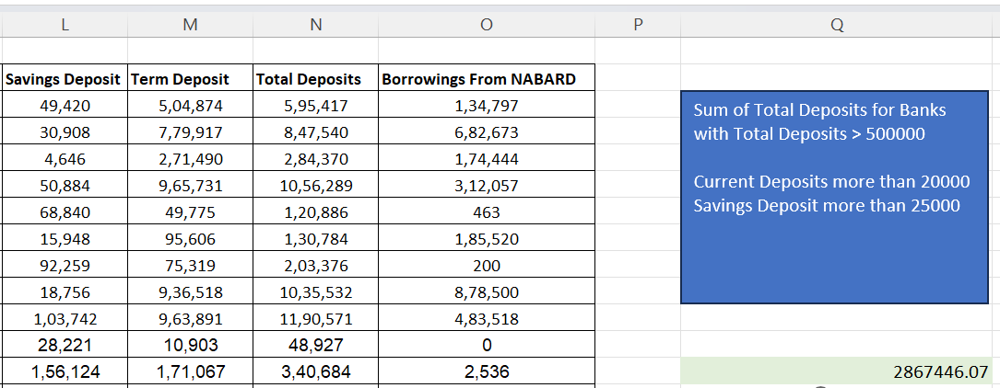 L M N O P Q
Savings Deposit Term Deposit Total Deposits Borrowings From NABARD
49,420 5,04,874 5,95,417 1,34,797
30,908 7,79,917 8,47,540 6,82,673
4,646 2,71,490 2,84,370 1,74,444
50,884 9,65,731 10,56,289 3,12,057
68,840 49,775 1,20,886 463
15,948 95,606 1,30,784 1,85,520
92,259 75,319 2,03,376 200
18,756 9,36,518 10,35,532 8,78,500
1,03,742 9,63,891 11,90,571 4,83,518
28,221 10,903 48,927 0
1,56,124 1,71,067 3,40,684 2,536
Sum of Total Deposits for Banks
with Total Deposits > 500000
Current Deposits more than 20000
Savings Deposit more than 25000
2867446.07